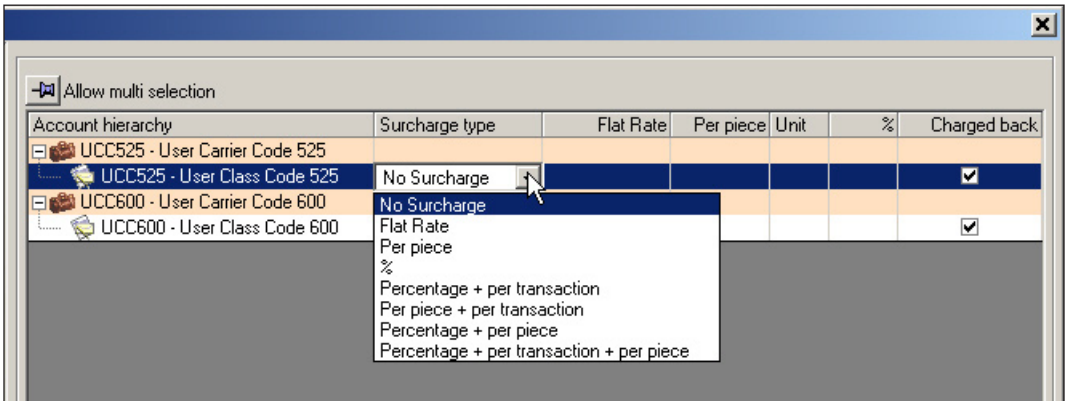 Allow multi selection
Account hierarchy Surcharge type Flat Rate Per piece Unit % Charged back
UCC525 - User Carrier Code 525
UCC525 - User Class Code 525 No Surcharge
UCC600 - User Carrier Code 600 No Surcharge
UCC600 - User Class Code 600 Flat Rate
Per piece
%
Percentage + per transaction
Per piece + per transaction
Percentage + per piece
Percentage + per transaction + per piece